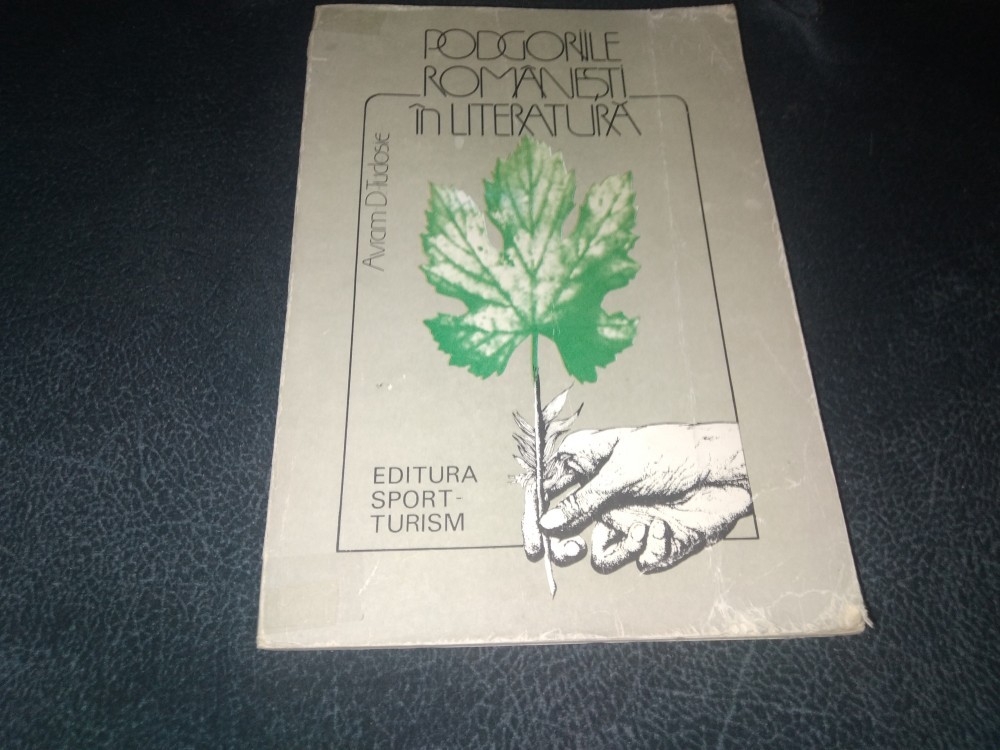 PODGORIILE
ROMÂNEȘTI
în LITERATURĂ
Avram D. Tudosie
EDITURA
SPORT-
TURISM